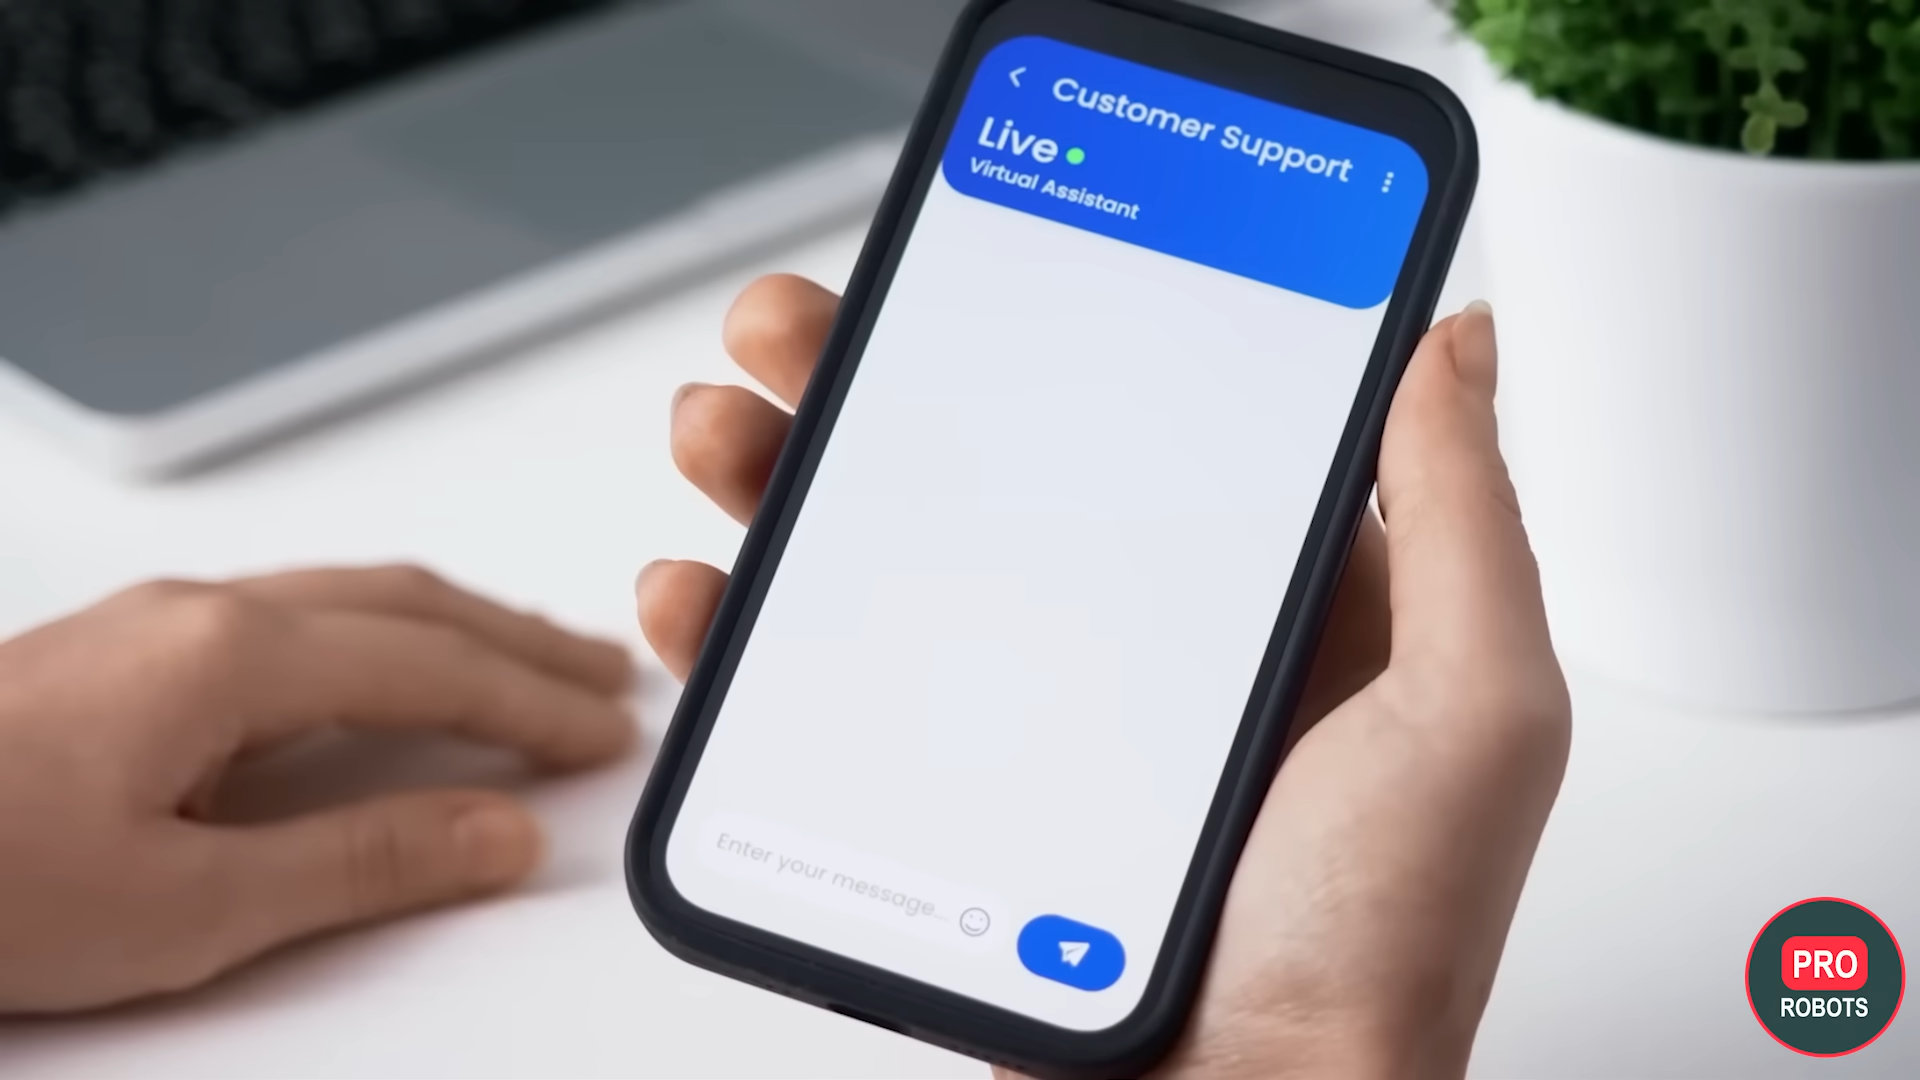 Customer Support
Live
Virtual Assistant
Enter your message...
PRO
ROBOTS